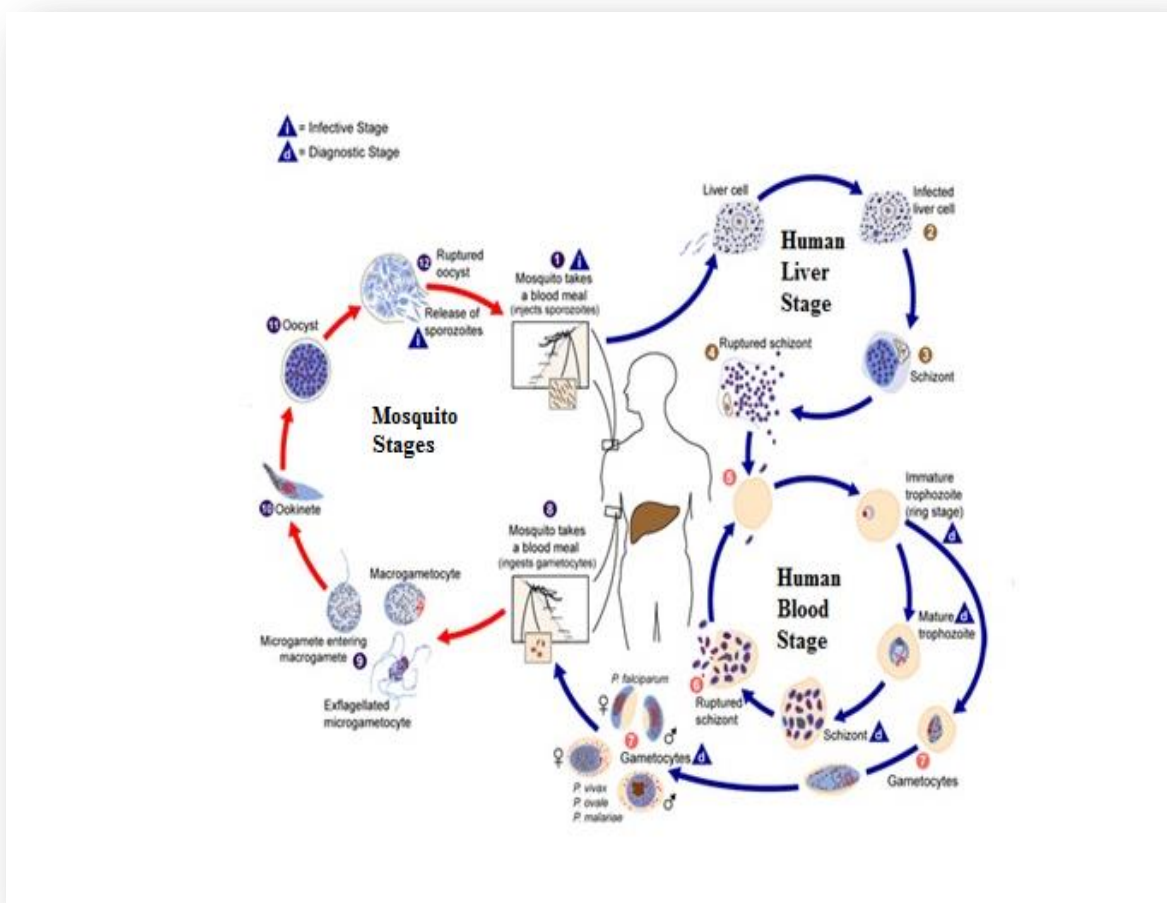 i = Infective Stage
d = Diagnostic Stage
Liver cell
Infected
liver cell
2
Human
Liver
Stage
3
Schizont
4 Ruptured schizont
12 Ruptured
oocyst
Release of
sporozoites
i
11 Oocyst
1 i
Mosquito takes
a blood meal
(injects sporozoites)
Mosquito
Stages
10 Ookinete
8
Mosquito takes
a blood meal
(ingests gametocytes)
Macrogametocyte
Microgamete entering
macrogamete 9
Exflagellated
microgametocyte
5
Immature
trophozoite
(ring stage)
d
Human
Blood
Stage
Mature d
trophozoite
6
Ruptured
schizont
Schizont d
7
Gametocytes
P. falciparum
♀
7
♂
Gametocytes d
♀
P. vivax
P. ovale
P. malariae
♂